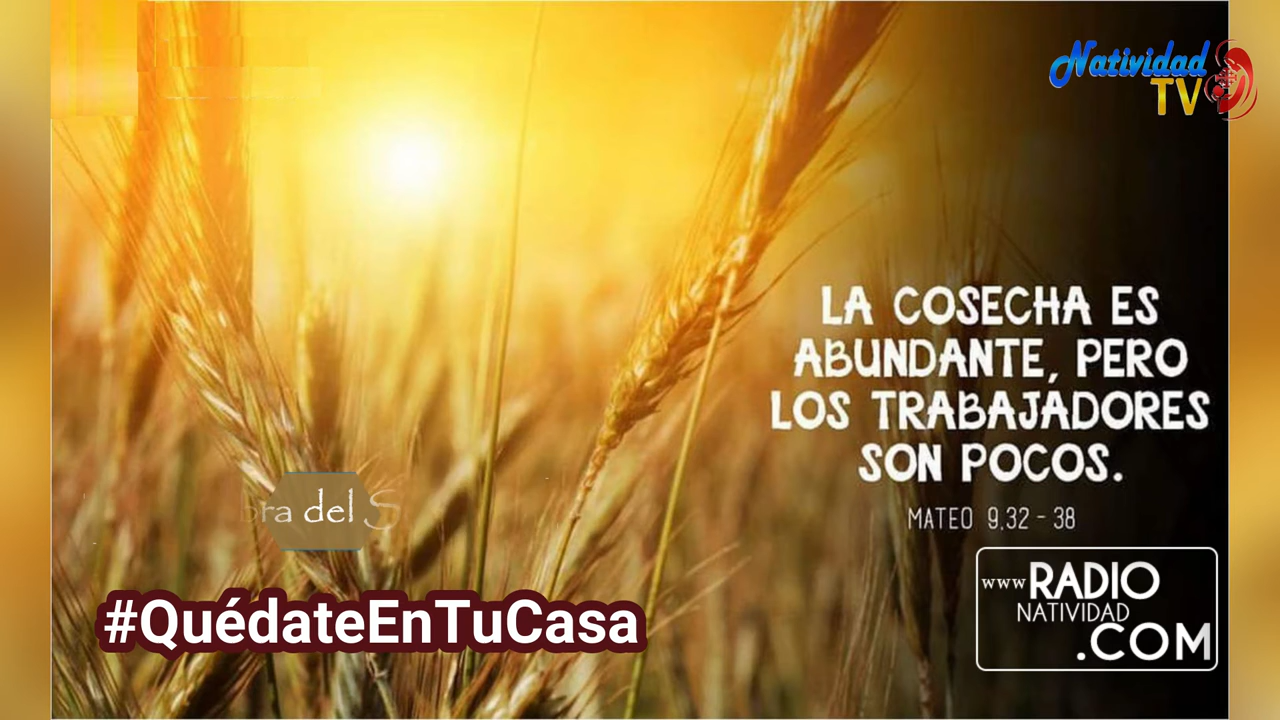 Natividad
TV
LA COSECHA ES
ABUNDANTE, PERO
LOS TRABAJADORES
SON POCOS.
MATEO 9,32 - 38
del
#QuédateEnTuCasa
www RADIO
NATIVIDAD
.COM